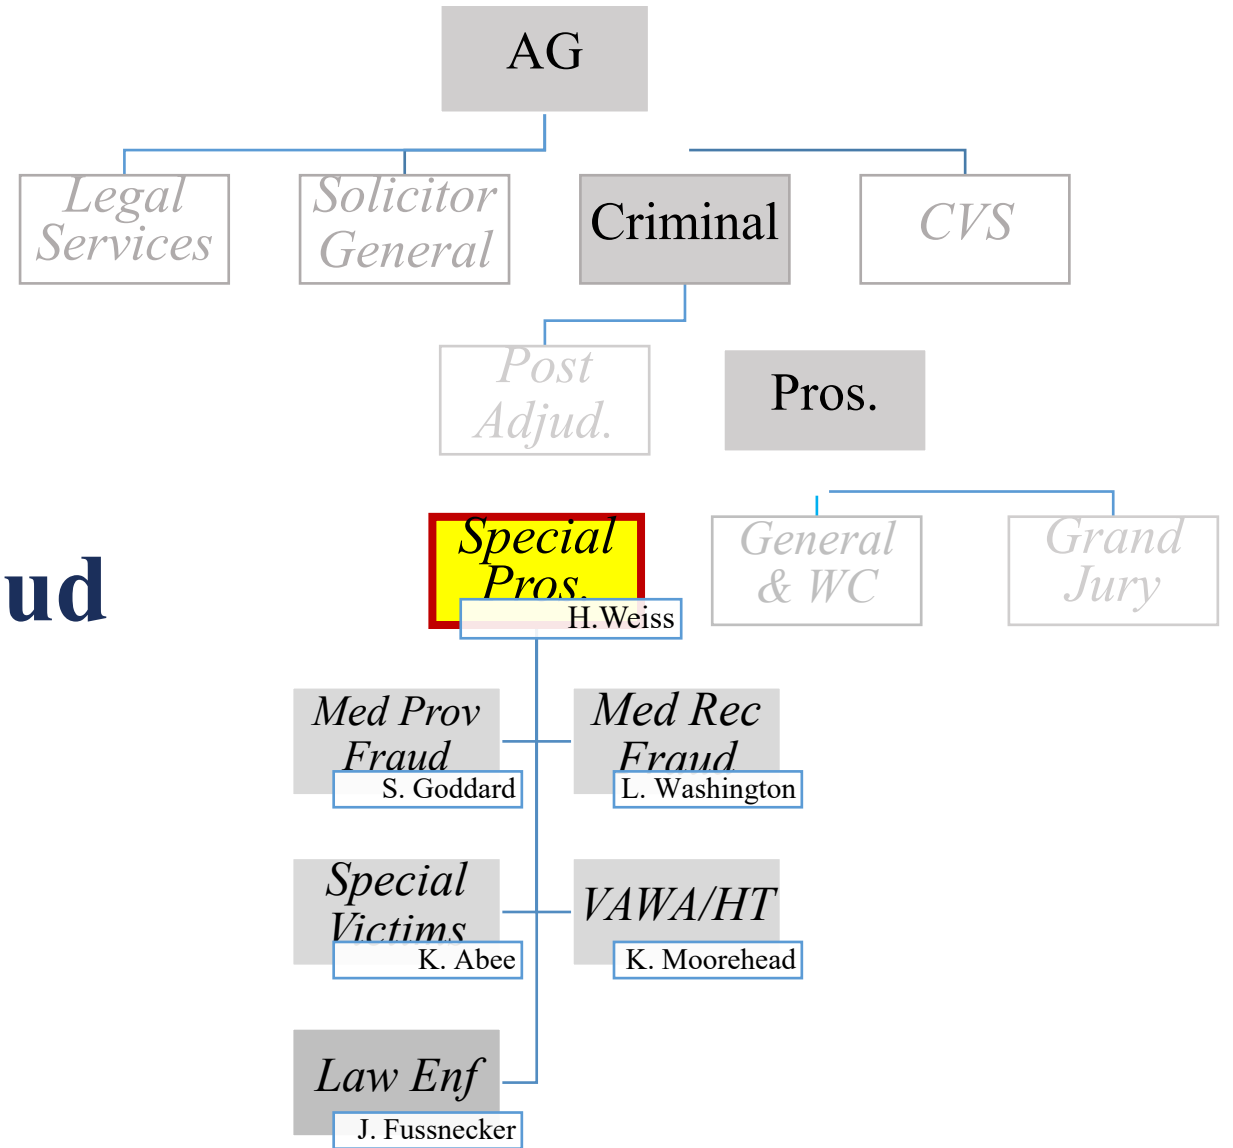 AG
Legal
Services
Solicitor
General
Criminal
CVS
Post
Adjud.
Pros.
ud
Special
Pros.
H.Weiss
General
& WC
Grand
Jury
Med Prov
Fraud
S. Goddard
Med Rec
Fraud
L. Washington
Special
Victims
K. Abee
VAWA/HT
K. Moorehead
Law Enf
J. Fussnecker